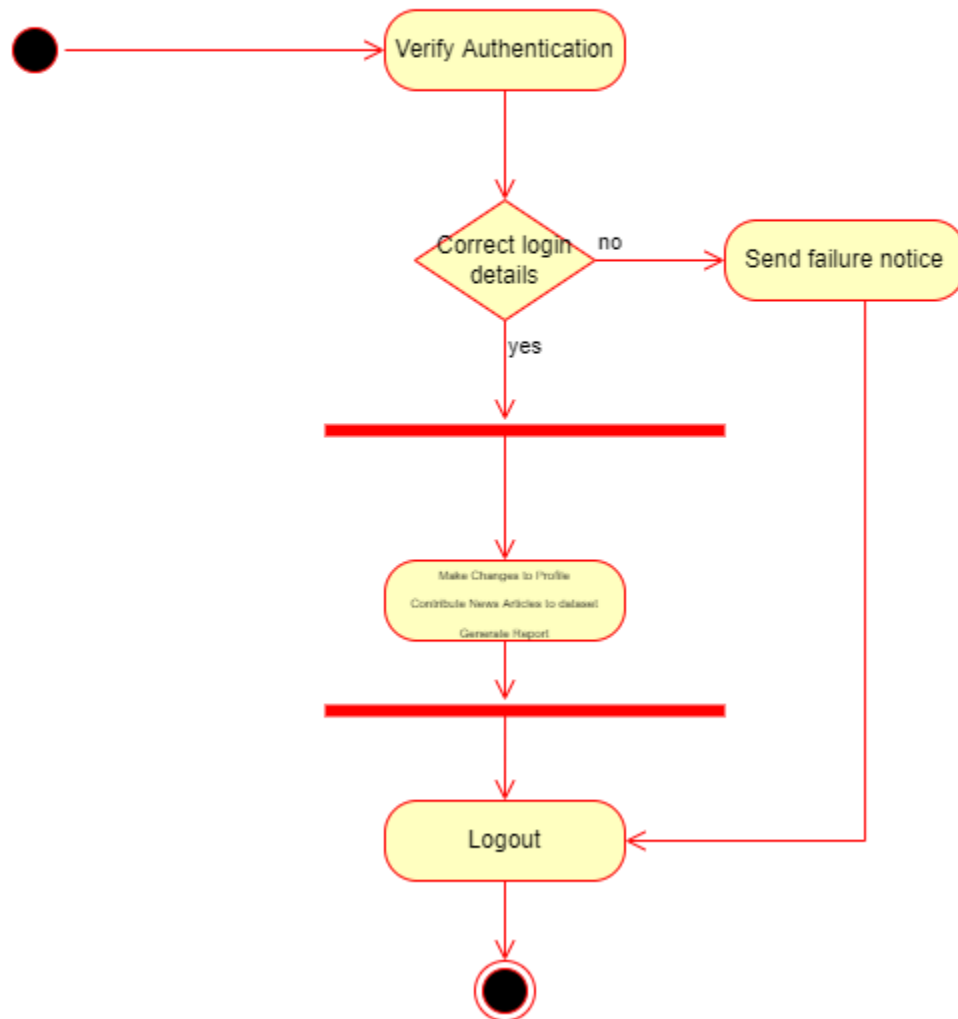 Verify Authentication
Correct login
details
no
Send failure notice
yes
Make Changes to Profile
Contribute News Articles to dataset
Generate Report
Logout